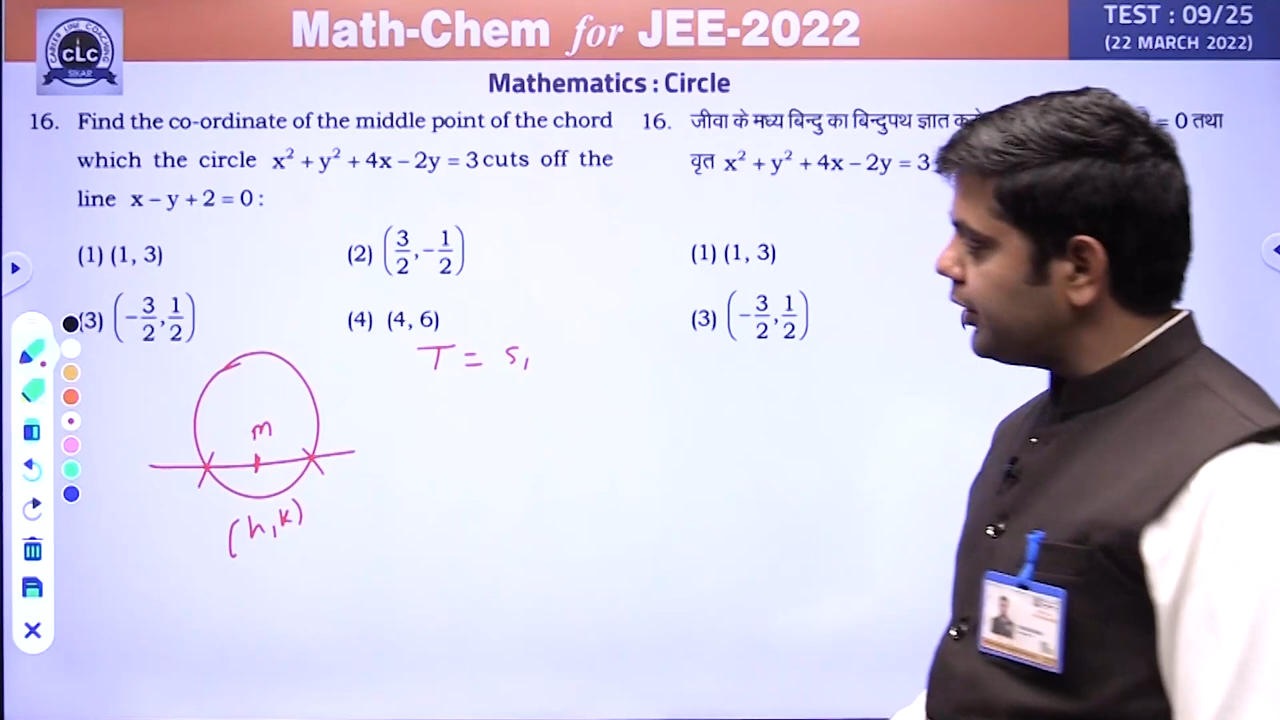 Math-Chem for JEE-2022
TEST : 09/25
(22 MARCH 2022)
CAREER LINE COACHING
CLC
SIKAR
Mathematics : Circle
16. Find the co-ordinate of the middle point of the chord
which the circle x² + y² + 4x – 2y = 3 cuts off the
line x – y + 2 = 0 :
(1) (1, 3) (2) (3/2, –1/2)
(3) (–3/2, 1/2) (4) (4, 6)
16. जीवा के मध्य बिन्दु का बिन्दुपथ ज्ञात = 0 तथा
वृत x² + y² + 4x – 2y = 3
(1) (1, 3)
(3) (–3/2, 1/2)
T = S₁
m
(h, k)